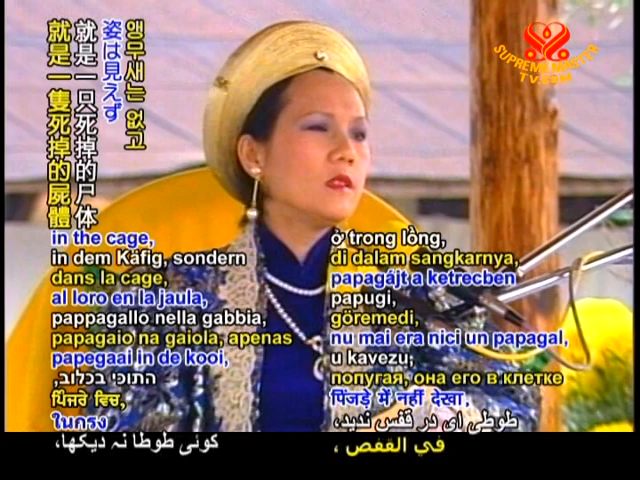 SUPREME MASTER
TV.COM
앵무새는 없고
姿は見えず
就是一只死掉的尸体
就是一隻死掉的屍體
in the cage,
in dem Käfig, sondern
dans la cage,
al loro en la jaula,
pappagallo nella gabbia,
papagaio na gaiola, apenas
papegaai in de kooi,
התוכי בכלוב,
ਪਿੰਜਰੇ ਵਿਚ,
ในกรง
کوئی طوطا نہ دیکھا،
ở trong lồng,
di dalam sangkarnya,
papagájt a ketrecben
papugi,
göremedi,
nu mai era nici un papagal,
u kavezu;
попугая, она его в клетке
पिंजड़े में नहीं देखा,
طوطی ای در قفس ندید،
في القفص ،